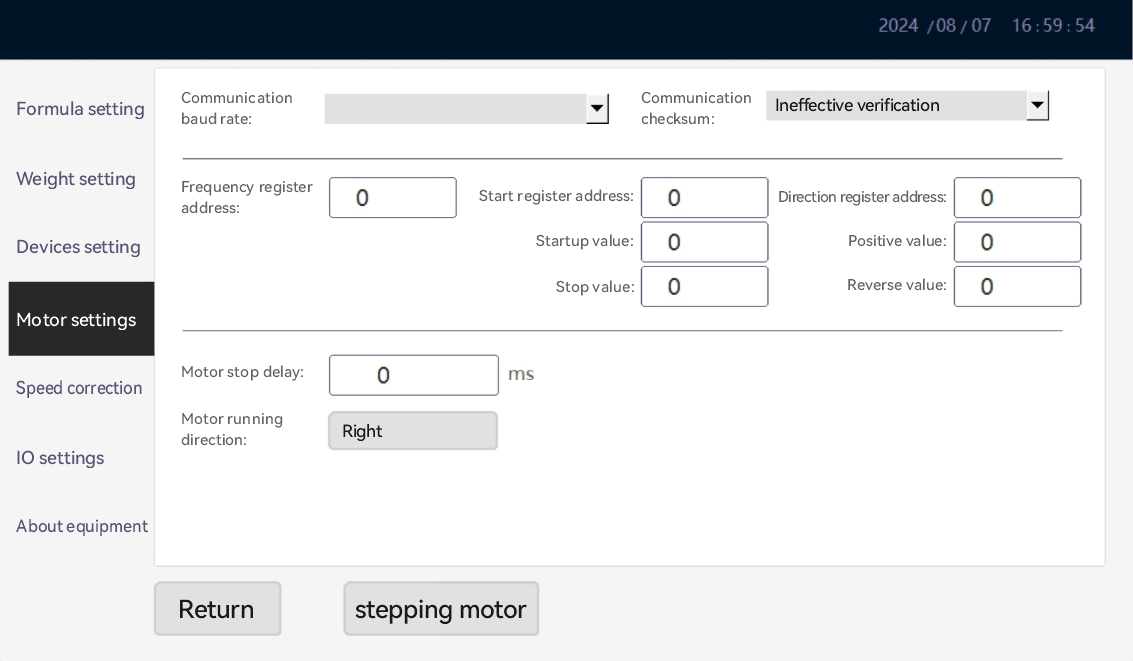 2024 /08/07 16:59:54
Formula setting
Weight setting
Devices setting
Motor settings
Speed correction
IO settings
About equipment
Communication
baud rate:
Communication
checksum:
Ineffective verification
Frequency register
address:
0
Start register address:
0
Direction register address:
0
Startup value:
0
Positive value:
0
Stop value:
0
Reverse value:
0
Motor stop delay:
0
ms
Motor running
direction:
Right
Return
stepping motor